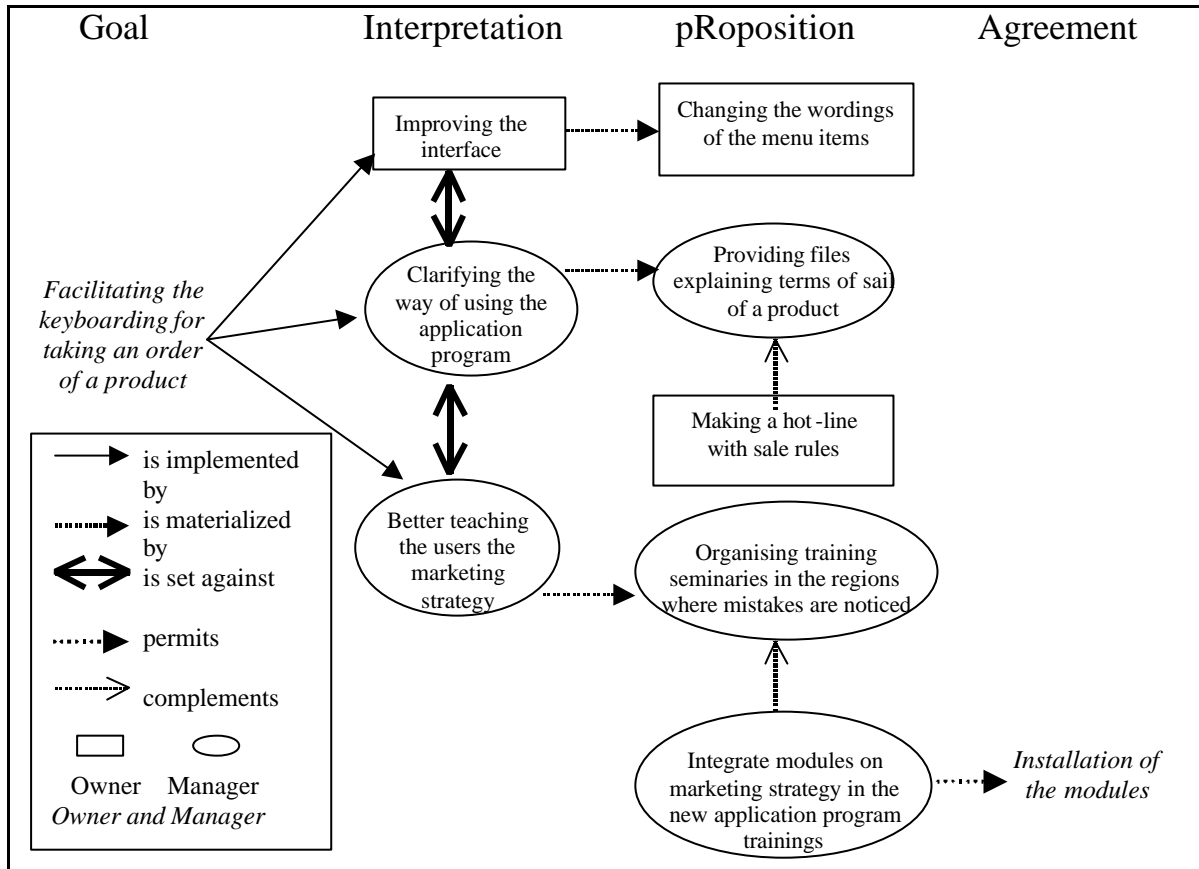 Goal
Interpretation
pRoposition
Agreement
Improving the
interface
Changing the wordings
of the menu items
Facilitating the
keyboarding for
taking an order
of a product
Clarifying the
way of using the
application
program
Providing files
explaining terms of sail
of a product
Making a hot-line
with sale rules
Better teaching
the users the
marketing
strategy
Organising training
seminaries in the regions
where mistakes are noticed
Integrate modules on
marketing strategy in the
new application program
trainings
Installation of
the modules
is implemented
by
is materialized
by
is set against
permits
complements
Owner
Manager
Owner and Manager